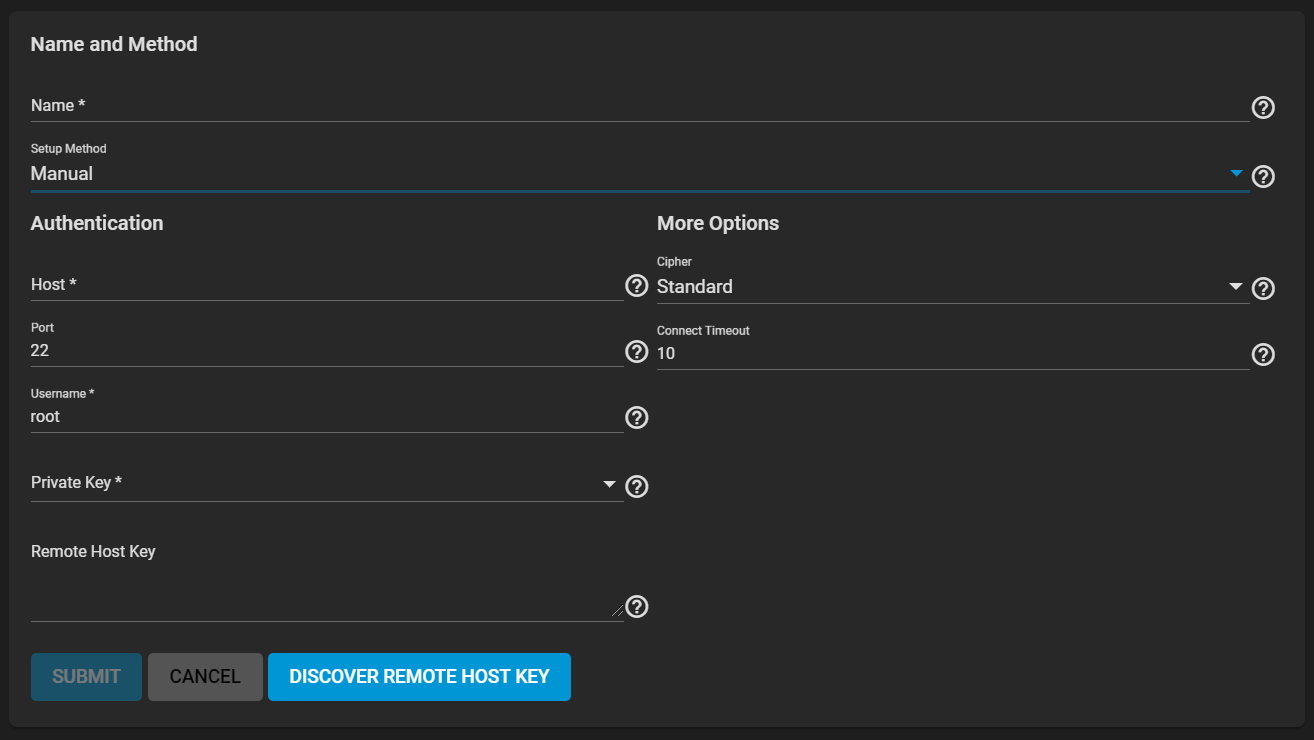 Name and Method
Name *
Setup Method
Manual
Authentication
Host *
Port
22
Username *
root
Private Key *
Remote Host Key
More Options
Cipher
Standard
Connect Timeout
10
SUBMIT
CANCEL
DISCOVER REMOTE HOST KEY